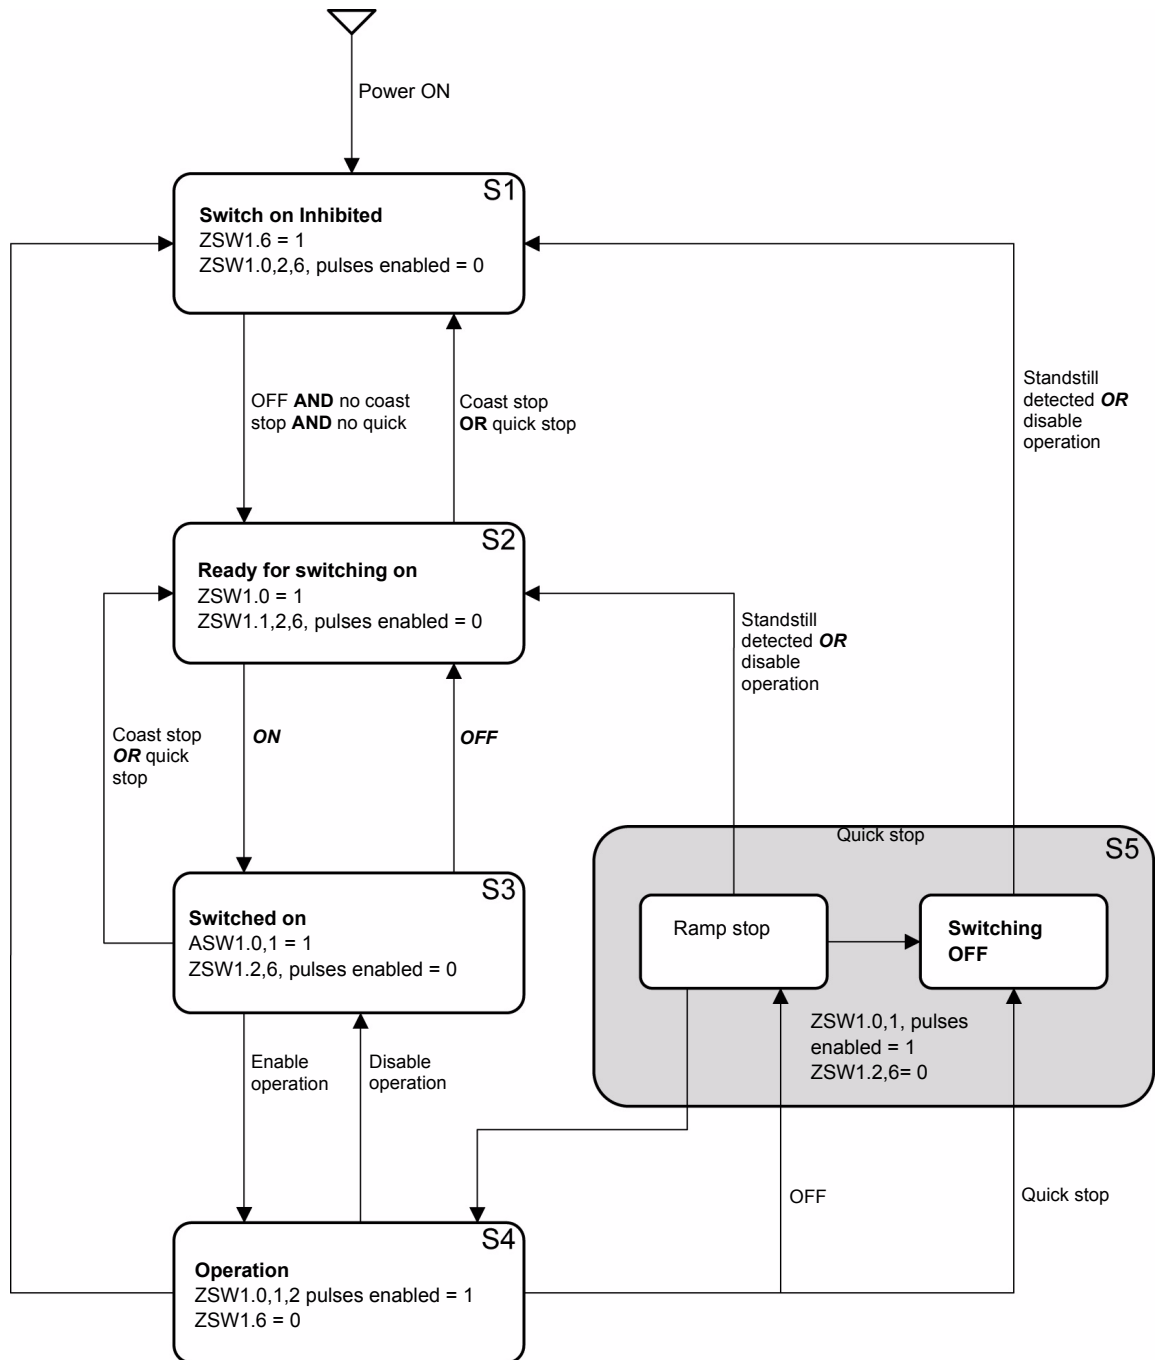 Power ON
S1
Switch on Inhibited
ZSW1.6 = 1
ZSW1.0,2,6, pulses enabled = 0
OFF AND no coast
stop AND no quick
Coast stop
OR quick stop
Standstill
detected OR
disable
operation
S2
Ready for switching on
ZSW1.0 = 1
ZSW1.1,2,6, pulses enabled = 0
Standstill
detected OR
disable
operation
Coast stop
OR quick
stop
ON
OFF
Quick stop
S5
S3
Switched on
ASW1.0,1 = 1
ZSW1.2,6, pulses enabled = 0
Ramp stop
Switching
OFF
ZSW1.0,1, pulses
enabled = 1
ZSW1.2,6= 0
Enable
operation
Disable
operation
OFF
Quick stop
S4
Operation
ZSW1.0,1,2 pulses enabled = 1
ZSW1.6 = 0